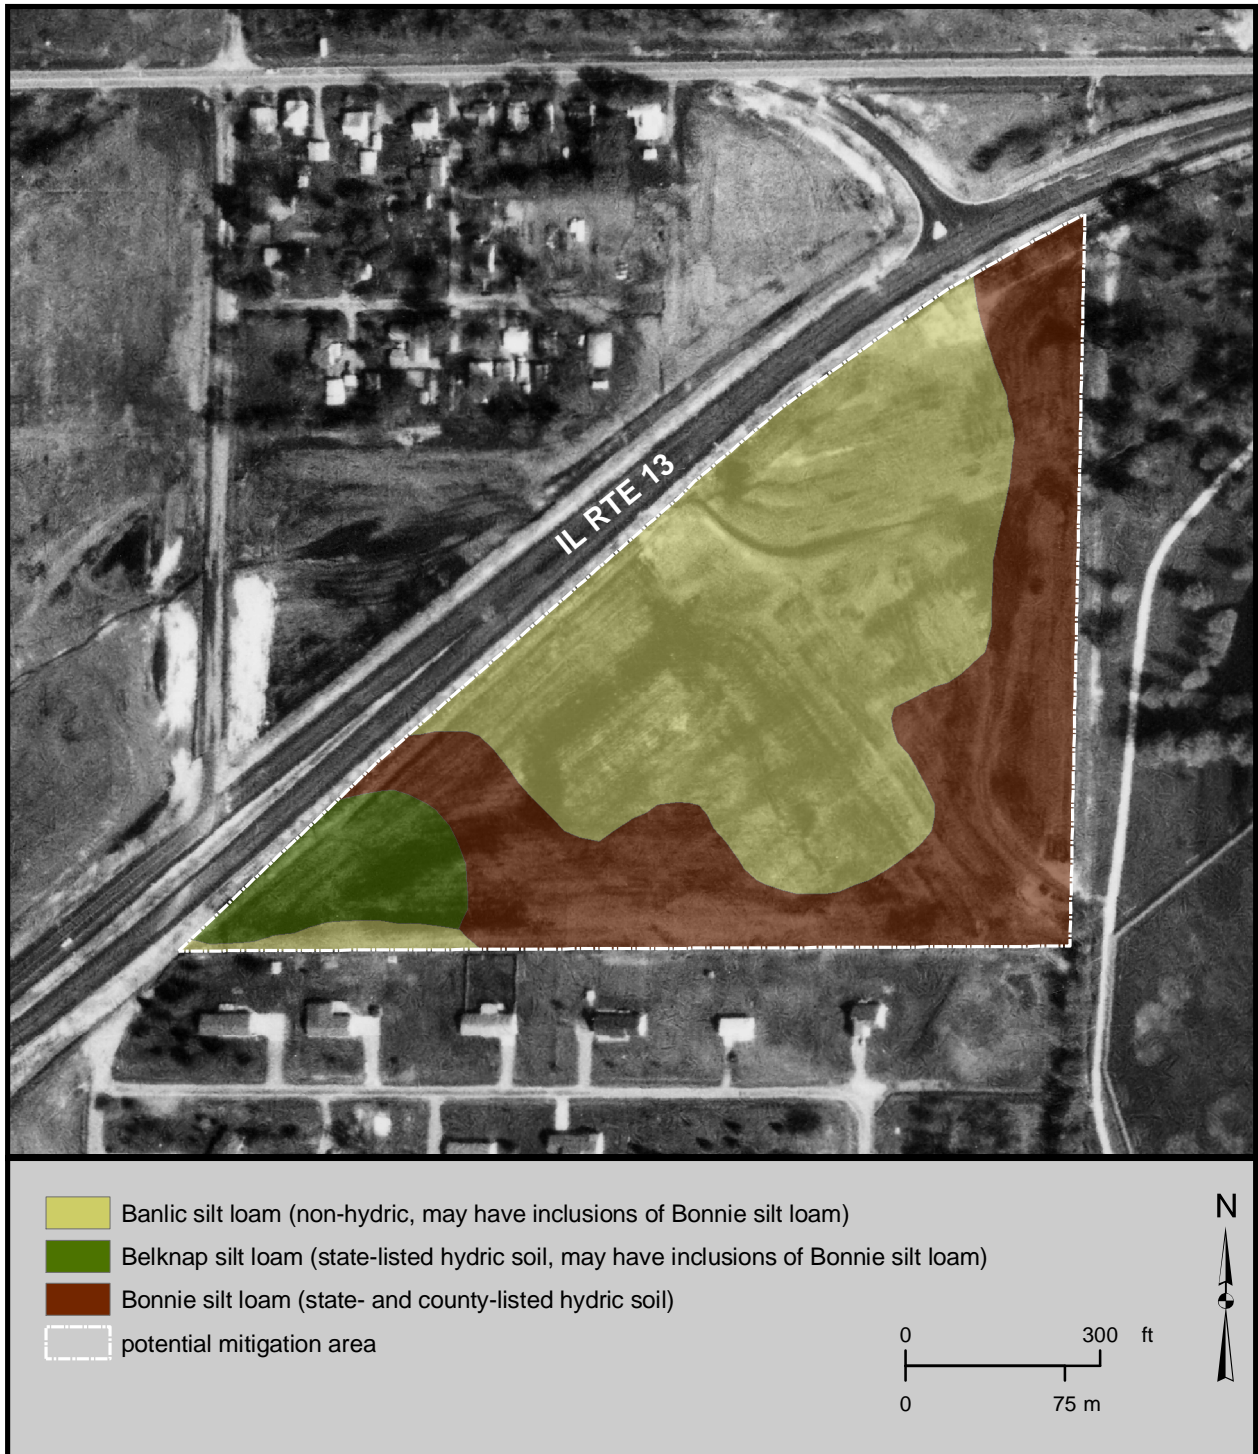 IL RTE 13
Banlic silt loam (non-hydric, may have inclusions of Bonnie silt loam)
Belknap silt loam (state-listed hydric soil, may have inclusions of Bonnie silt loam)
Bonnie silt loam (state- and county-listed hydric soil)
potential mitigation area
N
0 300 ft
0 75 m